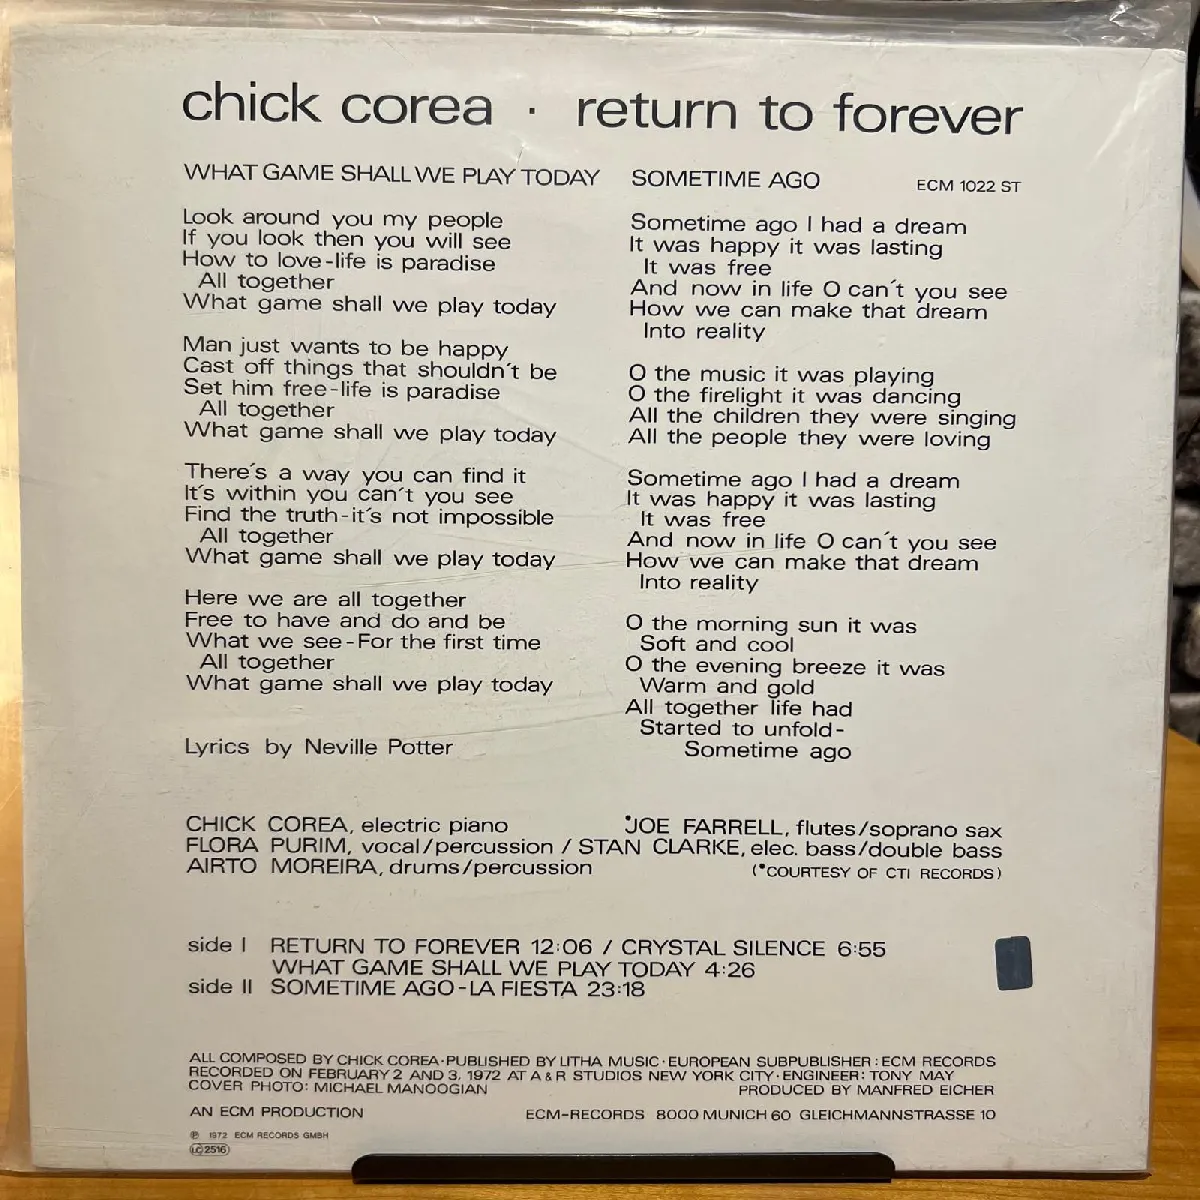 chick corea · return to forever
WHAT GAME SHALL WE PLAY TODAY
Look around you my people
If you look then you will see
How to love-life is paradise
All together
What game shall we play today
Man just wants to be happy
Cast off things that shouldn´t be
Set him free-life is paradise
All together
What game shall we play today
There´s a way you can find it
It´s within you can´t you see
Find the truth-it´s not impossible
All together
What game shall we play today
Here we are all together
Free to have and do and be
What we see-For the first time
All together
What game shall we play today
Lyrics by Neville Potter
SOMETIME AGO
ECM 1022 ST
Sometime ago I had a dream
It was happy it was lasting
It was free
And now in life O can´t you see
How we can make that dream
Into reality
O the music it was playing
O the firelight it was dancing
All the children they were singing
All the people they were loving
Sometime ago I had a dream
It was happy it was lasting
It was free
And now in life O can´t you see
How we can make that dream
Into reality
O the morning sun it was
Soft and cool
O the evening breeze it was
Warm and gold
All together life had
Started to unfold-
Sometime ago
CHICK COREA, electric piano *JOE FARRELL, flutes/soprano sax
FLORA PURIM, vocal/percussion / STAN CLARKE, elec. bass/double bass
AIRTO MOREIRA, drums/percussion (*COURTESY OF CTI RECORDS)
side I RETURN TO FOREVER 12:06 / CRYSTAL SILENCE 6:55
WHAT GAME SHALL WE PLAY TODAY 4:26
side II SOMETIME AGO-LA FIESTA 23:18
ALL COMPOSED BY CHICK COREA·PUBLISHED BY LITHA MUSIC·EUROPEAN SUBPUBLISHER: ECM RECORDS
RECORDED ON FEBRUARY 2 AND 3, 1972 AT A & R STUDIOS NEW YORK CITY·ENGINEER: TONY MAY
COVER PHOTO: MICHAEL MANOOGIAN PRODUCED BY MANFRED EICHER
AN ECM PRODUCTION ECM-RECORDS 8000 MUNICH 60 GLEICHMANNSTRASSE 10
℗ 1972 ECM RECORDS GMBH
LC 2516